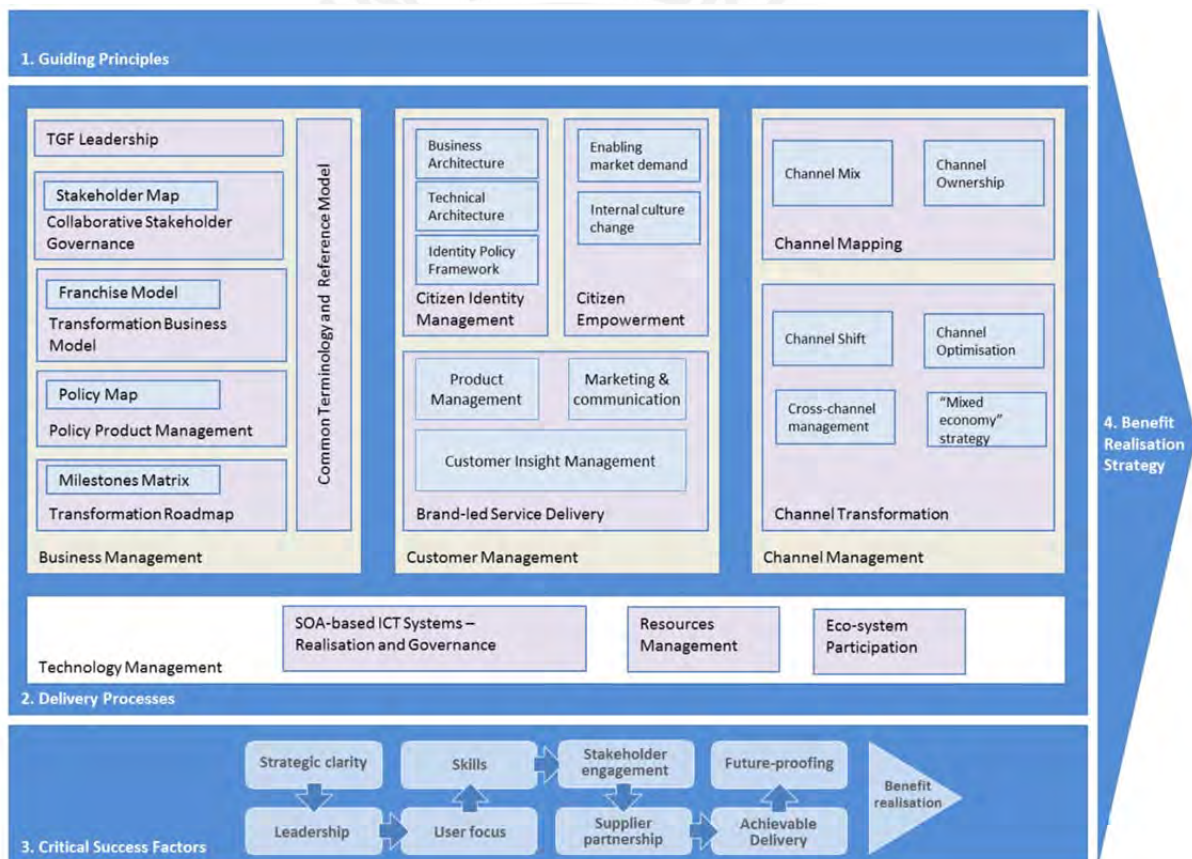 1. Guiding Principles
TGF Leadership
Stakeholder Map
Collaborative Stakeholder
Governance
Franchise Model
Transformation Business
Model
Policy Map
Policy Product Management
Milestones Matrix
Transformation Roadmap
Common Terminology and Reference Model
Business Management
Business
Architecture
Technical
Architecture
Identity Policy
Framework
Citizen Identity
Management
Enabling
market demand
Internal culture
change
Citizen
Empowerment
Product
Management
Marketing &
communication
Customer Insight Management
Brand-led Service Delivery
Customer Management
Channel Mix
Channel
Ownership
Channel Mapping
Channel Shift
Channel
Optimisation
Cross-channel
management
“Mixed
economy”
strategy
Channel Transformation
Channel Management
SOA-based ICT Systems –
Realisation and Governance
Resources
Management
Eco-system
Participation
Technology Management
2. Delivery Processes
Strategic clarity
Skills
Stakeholder
engagement
Future-proofing
Leadership
User focus
Supplier
partnership
Achievable
Delivery
Benefit
realisation
3. Critical Success Factors
4. Benefit
Realisation
Strategy